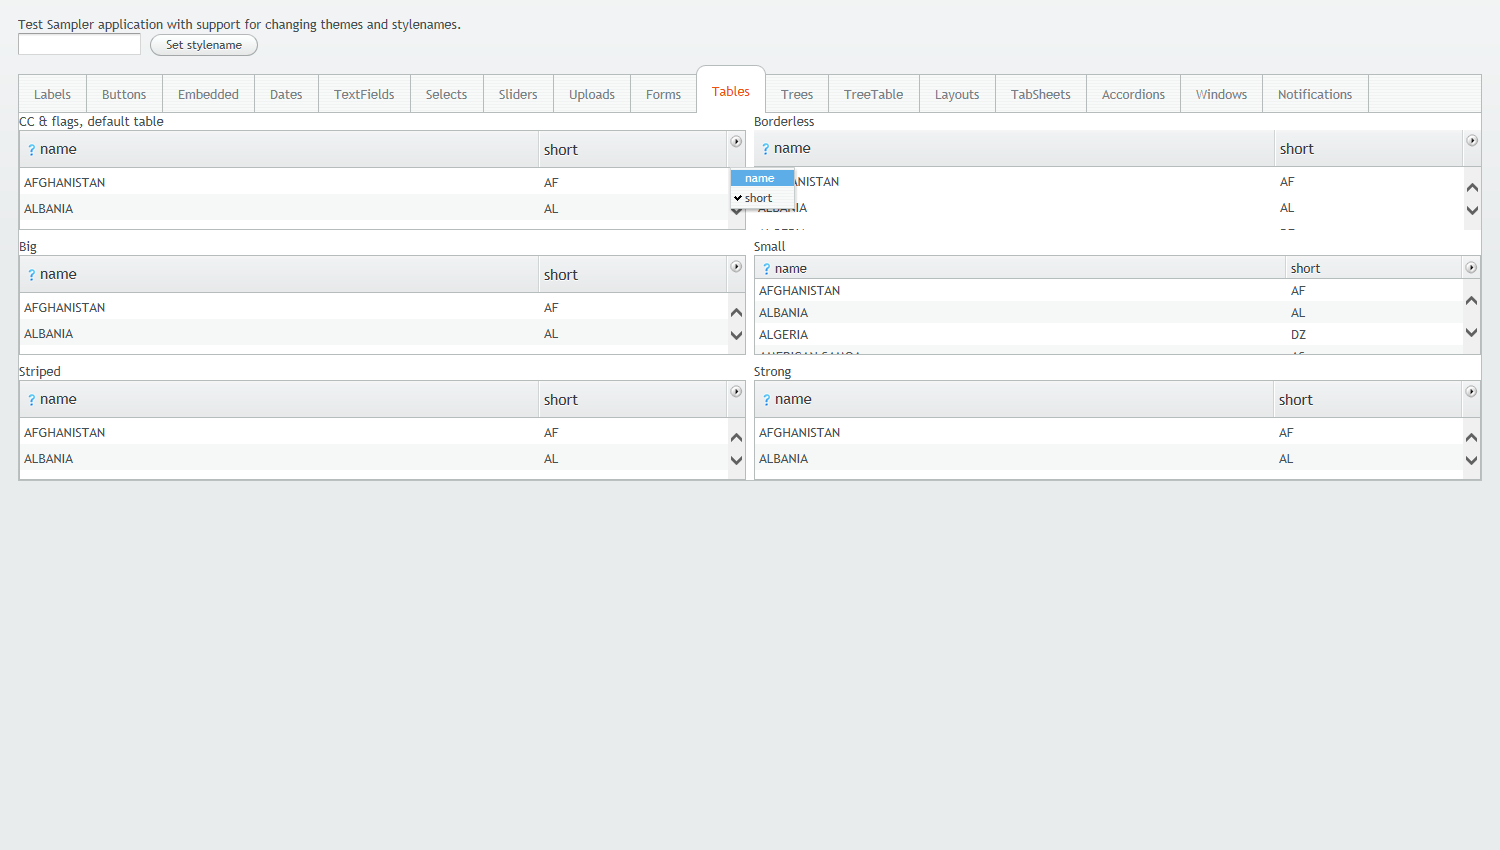 Test Sampler application with support for changing themes and stylenames.
Set stylename
Labels Buttons Embedded Dates TextFields Selects Sliders Uploads Forms Tables Trees TreeTable Layouts TabSheets Accordions Windows Notifications
CC & flags, default table
? name short
AFGHANISTAN AF
ALBANIA AL
name
short
Borderless
? name short
ANISTAN AF
ALBANIA AL
Big
? name short
AFGHANISTAN AF
ALBANIA AL
Small
? name short
AFGHANISTAN AF
ALBANIA AL
ALGERIA DZ
Striped
? name short
AFGHANISTAN AF
ALBANIA AL
Strong
? name short
AFGHANISTAN AF
ALBANIA AL